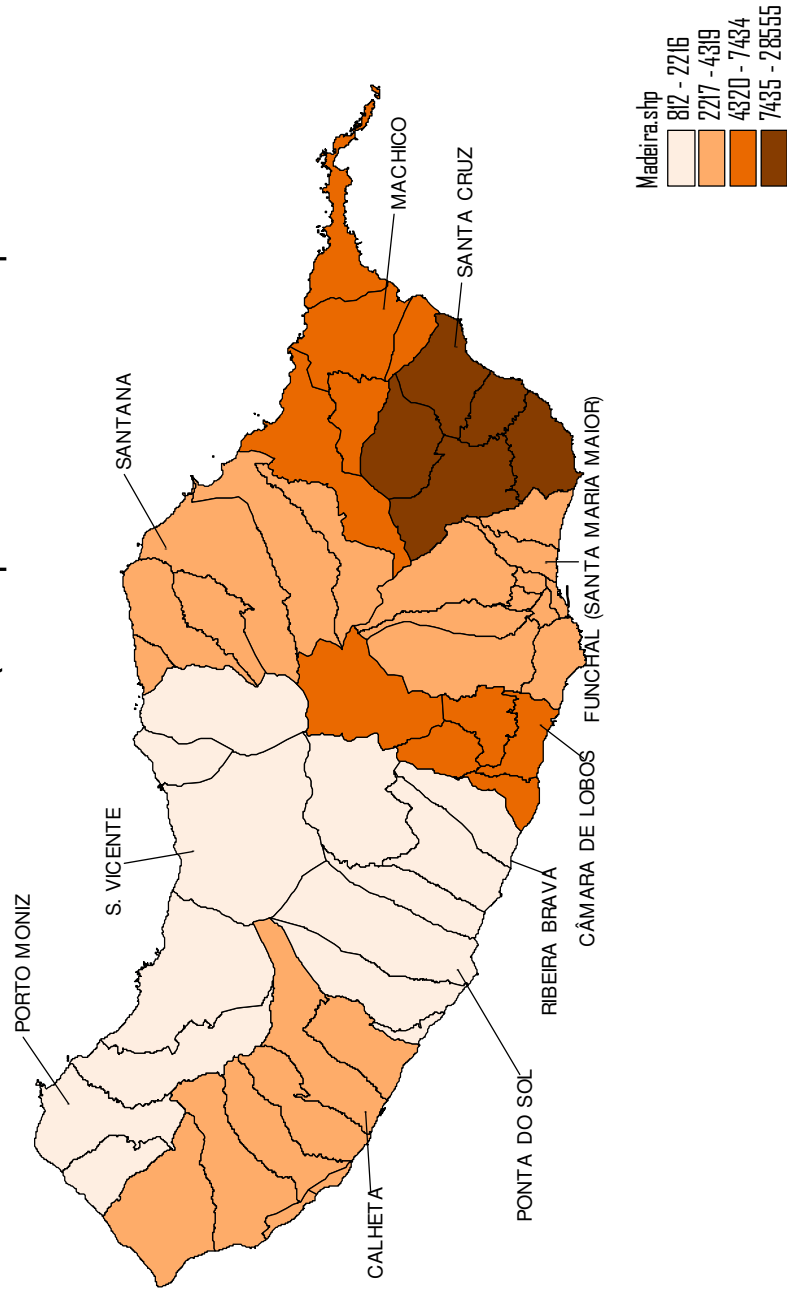 PORTO MONIZ
S. VICENTE
SANTANA
MACHICO
SANTA CRUZ
FUNCHAL (SANTA MARIA MAIOR)
CÂMARA DE LOBOS
RIBEIRA BRAVA
PONTA DO SOL
CALHETA
Madeira.shp
812 - 2216
2217 - 4319
4320 - 7434
7435 - 28555